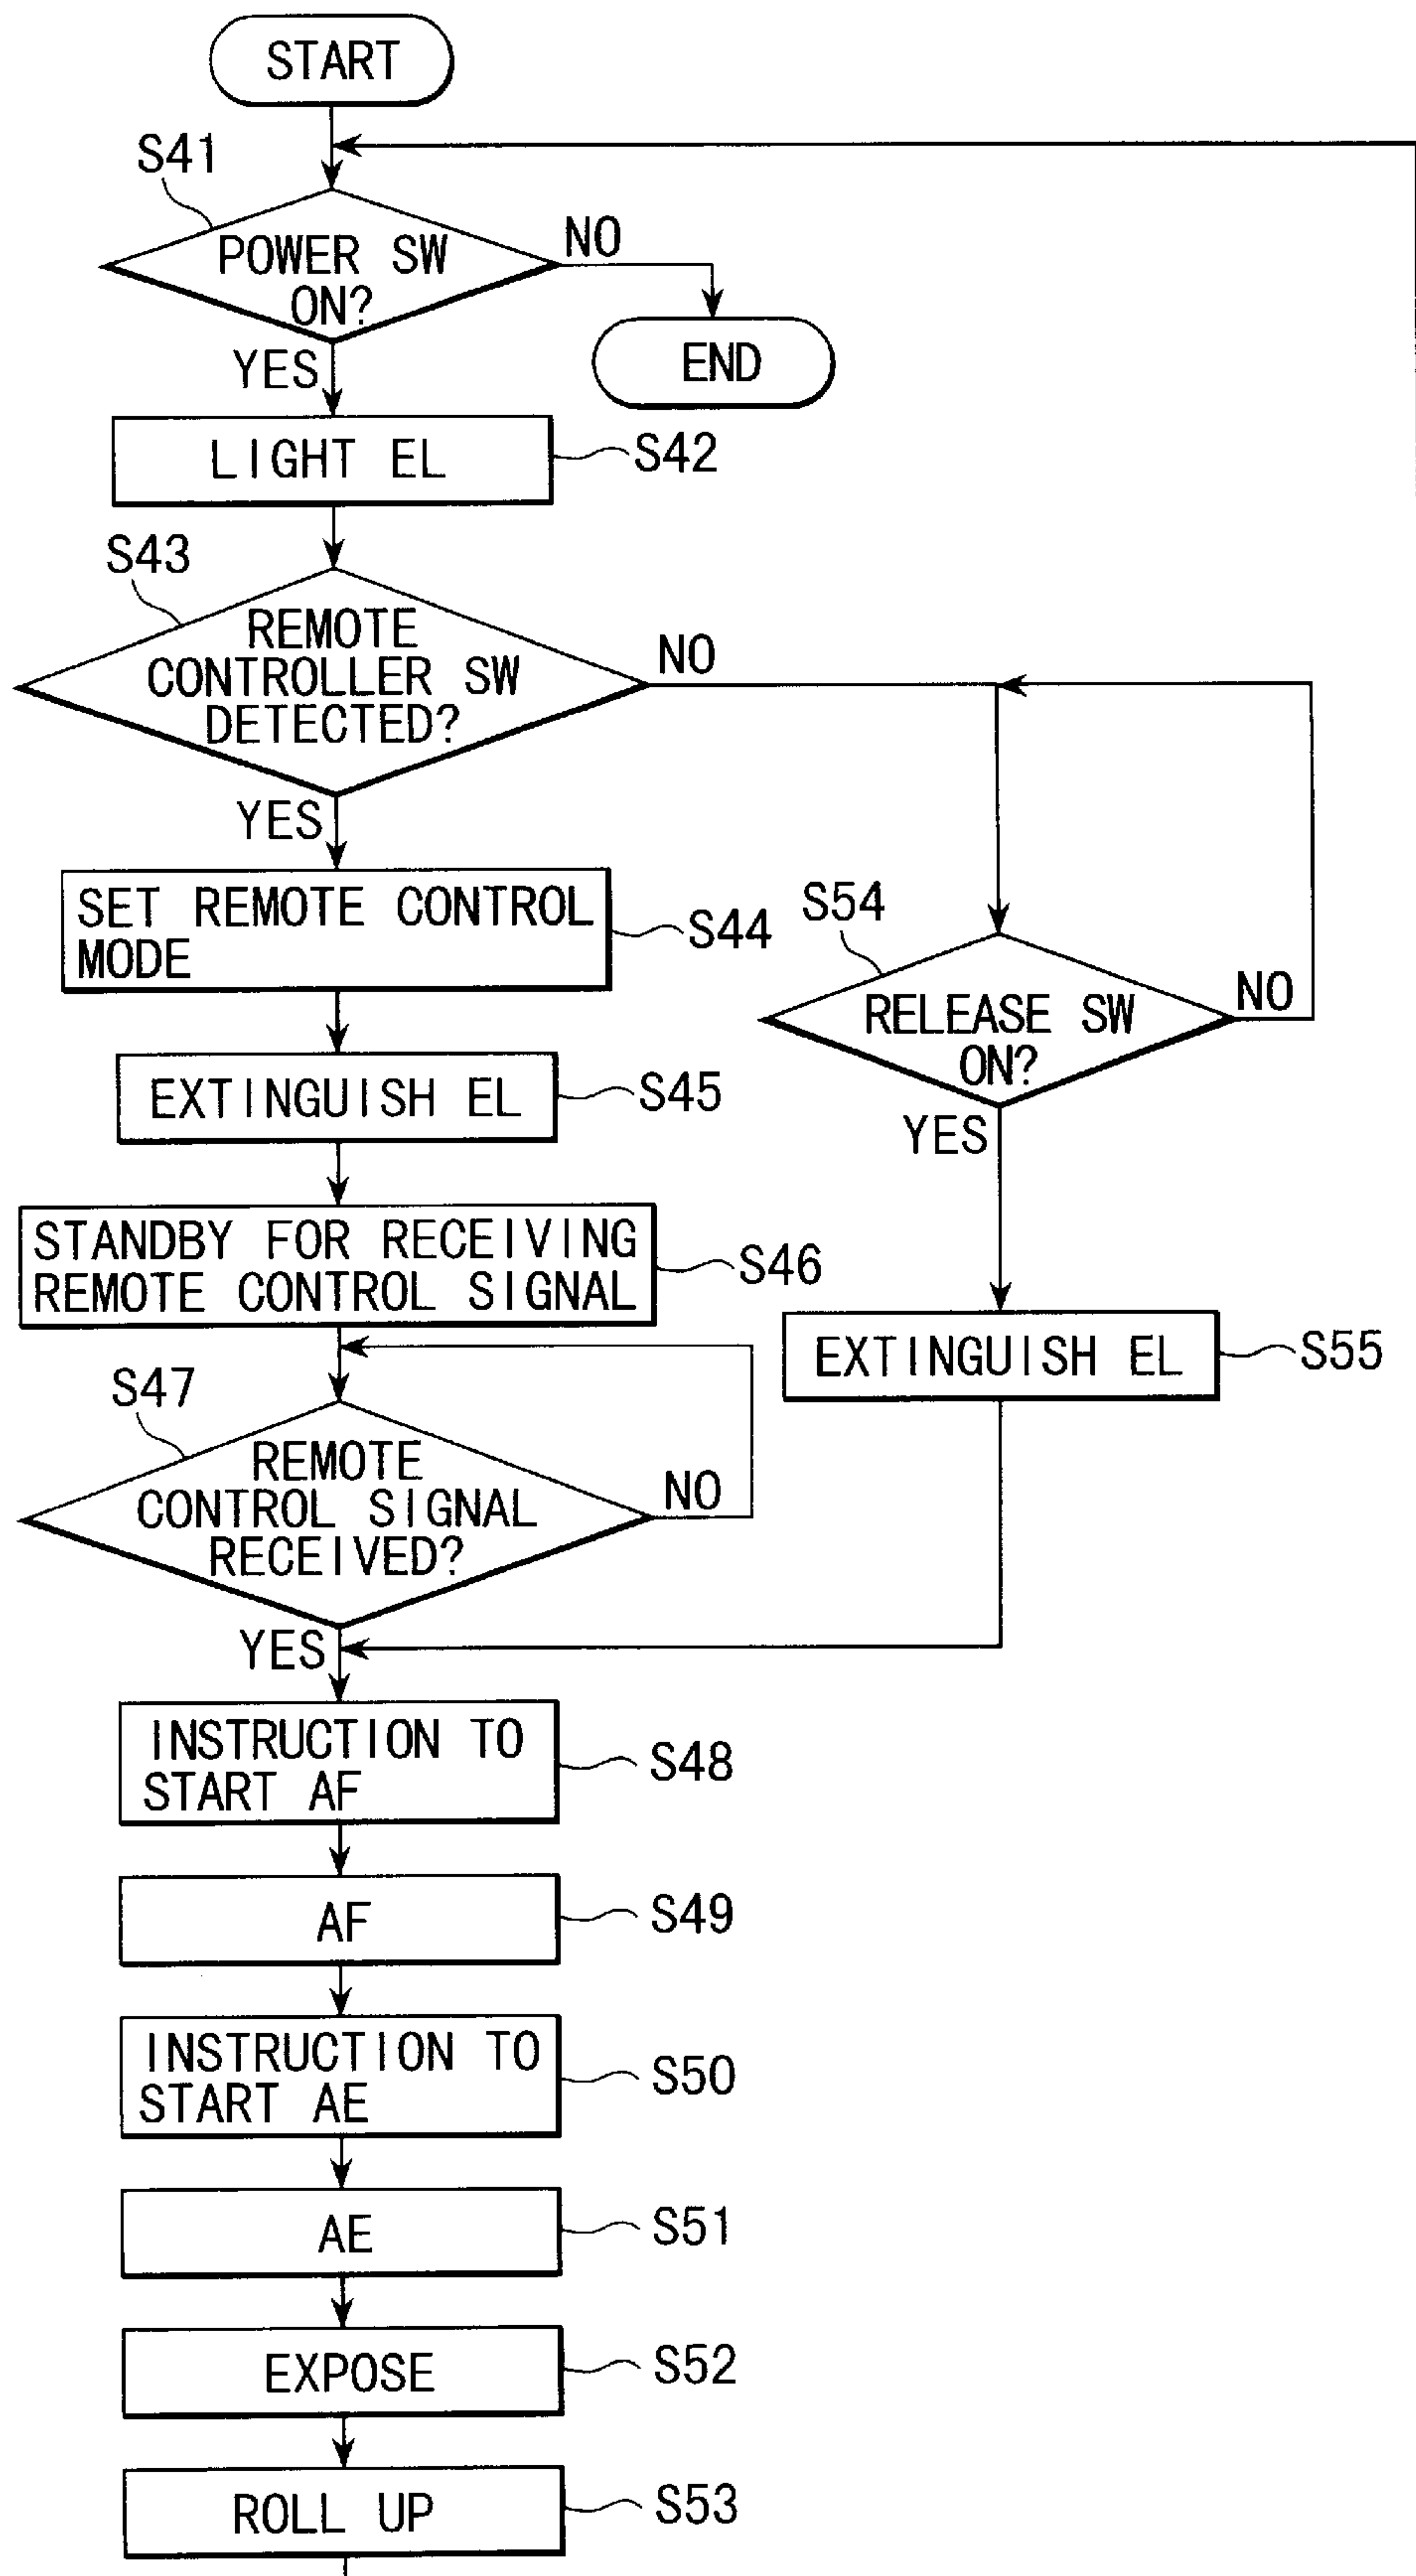 START
S41
POWER SW
ON?
NO
END
YES
LIGHT EL
S42
S43
REMOTE
CONTROLLER SW
DETECTED?
NO
YES
SET REMOTE CONTROL
MODE
S44
S54
RELEASE SW
ON?
NO
YES
EXTINGUISH EL
S45
STANDBY FOR RECEIVING
REMOTE CONTROL SIGNAL
S46
EXTINGUISH EL
S55
S47
REMOTE
CONTROL SIGNAL
RECEIVED?
NO
YES
INSTRUCTION TO
START AF
S48
AF
S49
INSTRUCTION TO
START AE
S50
AE
S51
EXPOSE
S52
ROLL UP
S53